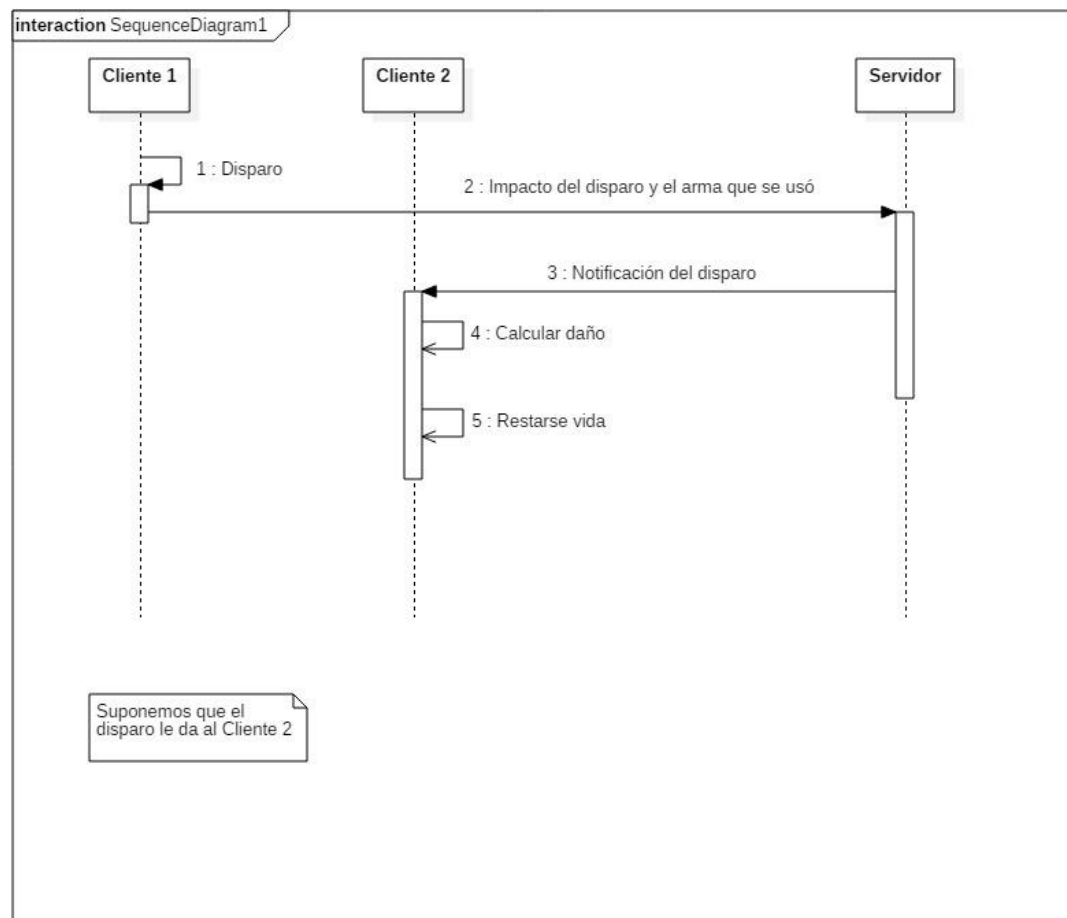 interaction SequenceDiagram1
Cliente 1
Cliente 2
Servidor
1 : Disparo
2 : Impacto del disparo y el arma que se usó
3 : Notificación del disparo
4 : Calcular daño
5 : Restarse vida
Suponemos que el
disparo le da al Cliente 2